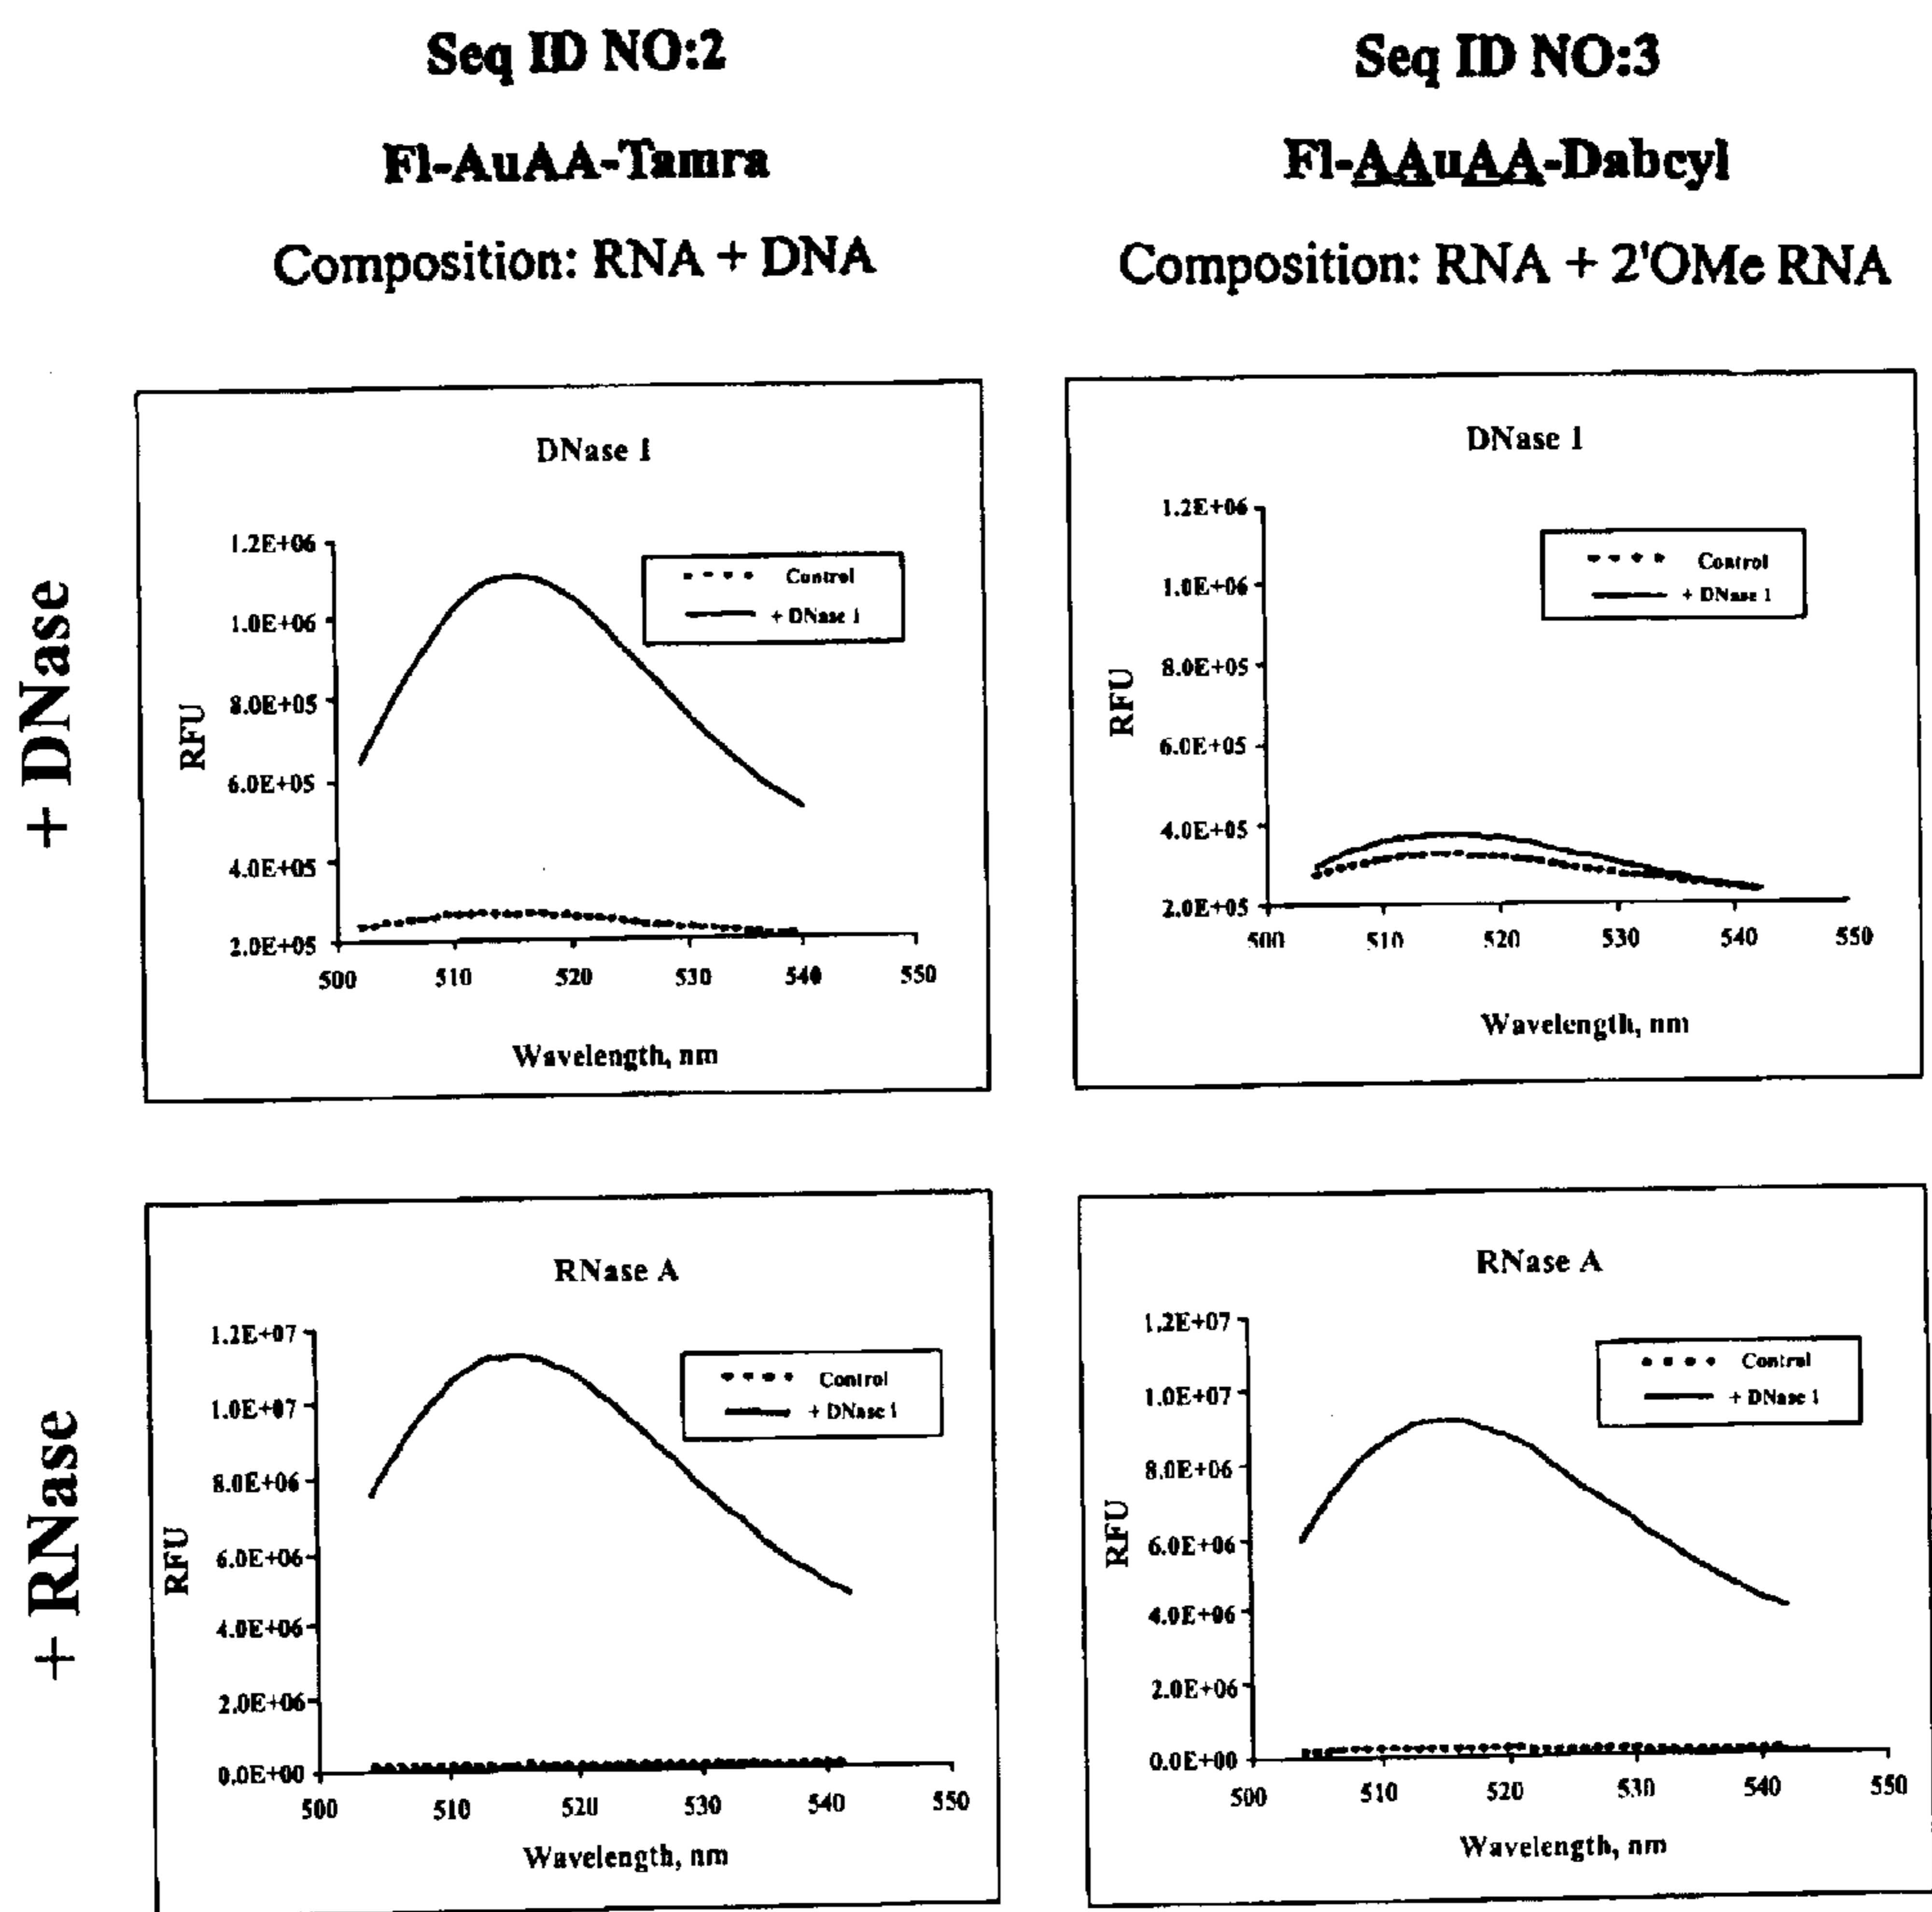 Seq ID NO:2
Fl-AuAA-Tamra
Composition: RNA + DNA
Seq ID NO:3
Fl-AAuAA-Dabcyl
Composition: RNA + 2'OMe RNA
+ DNase
DNase 1
1.2E+06
1.0E+06
8.0E+05
6.0E+05
4.0E+05
2.0E+05
RFU
Control
+ DNase 1
500 510 520 530 540 550
Wavelength, nm
DNase 1
1.2E+06
1.0E+06
8.0E+05
6.0E+05
4.0E+05
2.0E+05
RFU
Control
+ DNase 1
500 510 520 530 540 550
Wavelength, nm
+ RNase
RNase A
1.2E+07
1.0E+07
8.0E+06
6.0E+06
4.0E+06
2.0E+06
0.0E+00
RFU
Control
+ DNase 1
500 510 520 530 540 550
Wavelength, nm
RNase A
1.2E+07
1.0E+07
8.0E+06
6.0E+06
4.0E+06
2.0E+06
0.0E+00
RFU
Control
+ DNase 1
500 510 520 530 540 550
Wavelength, nm